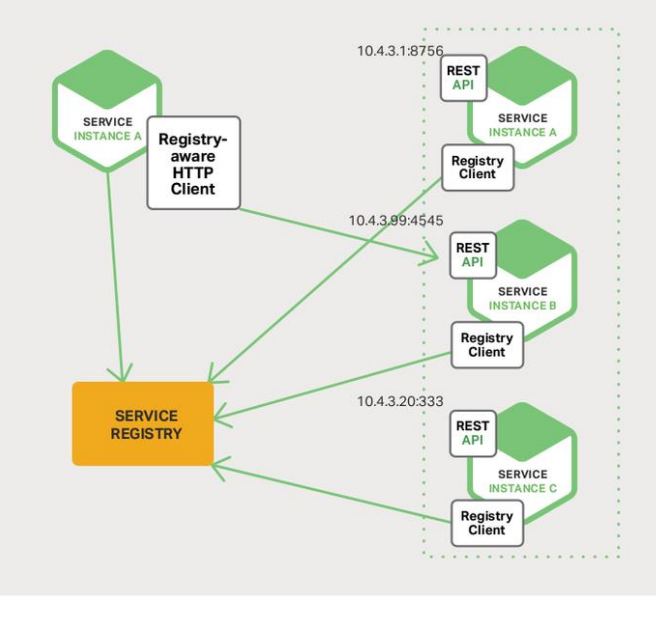 SERVICE
INSTANCE A
Registry-
aware
HTTP
Client
SERVICE
REGISTRY
10.4.3.1:8756
REST
API
SERVICE
INSTANCE A
Registry
Client
10.4.3.99:4545
REST
API
SERVICE
INSTANCE B
Registry
Client
10.4.3.20:333
REST
API
SERVICE
INSTANCE C
Registry
Client